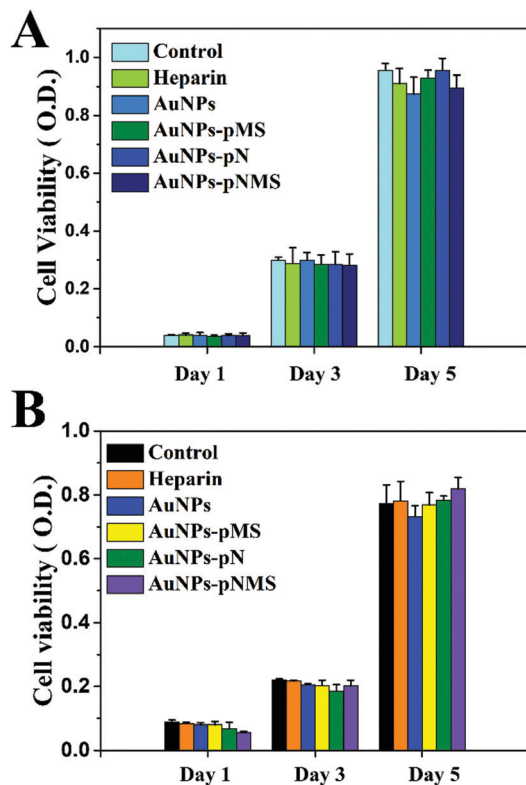 A
Cell Viability ( O.D.)
1.0
0.8
0.6
0.4
0.2
0.0
Control
Heparin
AuNPs
AuNPs-pMS
AuNPs-pN
AuNPs-pNMS
Day 1 Day 3 Day 5
B
Cell viability ( O.D.)
1.0
0.8
0.6
0.4
0.2
0.0
Control
Heparin
AuNPs
AuNPs-pMS
AuNPs-pN
AuNPs-pNMS
Day 1 Day 3 Day 5